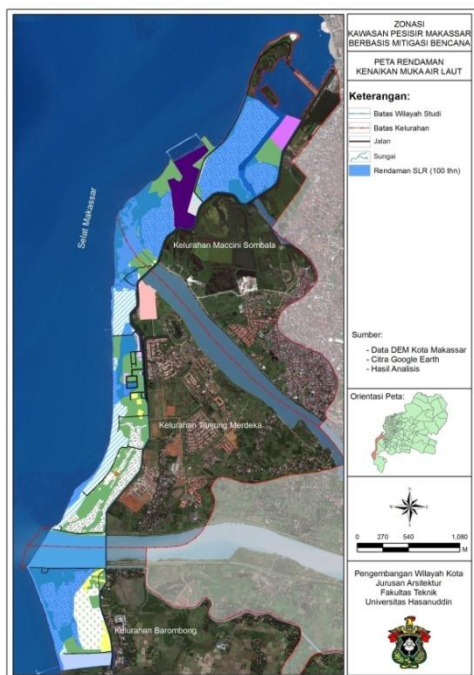 ZONASI
KAWASAN PESISIR MAKASSAR
BERBASIS MITIGASI BENCANA
PETA RENDAMAN
KENAIKAN MUKA AIR LAUT
Keterangan:
Batas Wilayah Studi
Batas Kelurahan
Jalan
Sungai
Rendaman SLR (100 thn)
Selat Makassar
Kelurahan Maccini Sombala
Kelurahan Tanjung Merdeka
Kelurahan Barombong
Sumber:
- Data DEM Kota Makassar
- Citra Google Earth
- Hasil Analisis
Orientasi Peta:
0 270 540 1,080
M
Pengembangan Wilayah Kota
Jurusan Arsitektur
Fakultas Teknik
Universitas Hasanuddin